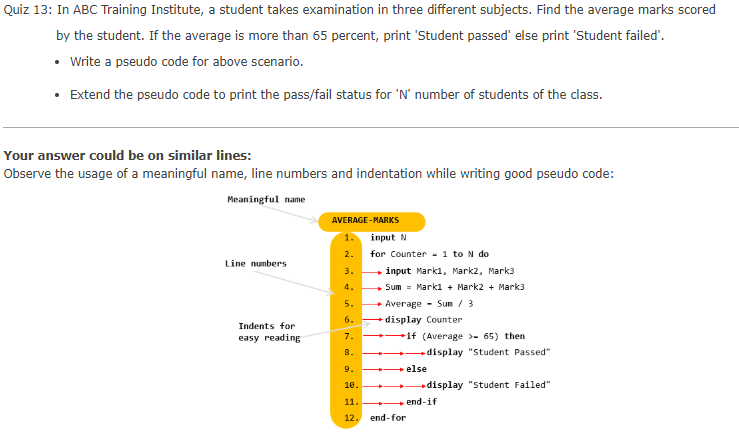 Quiz 13: In ABC Training Institute, a student takes examination in three different subjects. Find the average marks scored
by the student. If the average is more than 65 percent, print 'Student passed' else print 'Student failed'.
• Write a pseudo code for above scenario.
• Extend the pseudo code to print the pass/fail status for 'N' number of students of the class.
Your answer could be on similar lines:
Observe the usage of a meaningful name, line numbers and indentation while writing good pseudo code:
Meaningful name
AVERAGE-MARKS
1. input N
2. for Counter = 1 to N do
Line numbers
3. input Mark1, Mark2, Mark3
4. Sum = Mark1 + Mark2 + Mark3
5. Average = Sum / 3
6. display Counter
Indents for
easy reading
7. if (Average >= 65) then
8. display "Student Passed"
9. else
10. display "Student Failed"
11. end-if
12. end-for